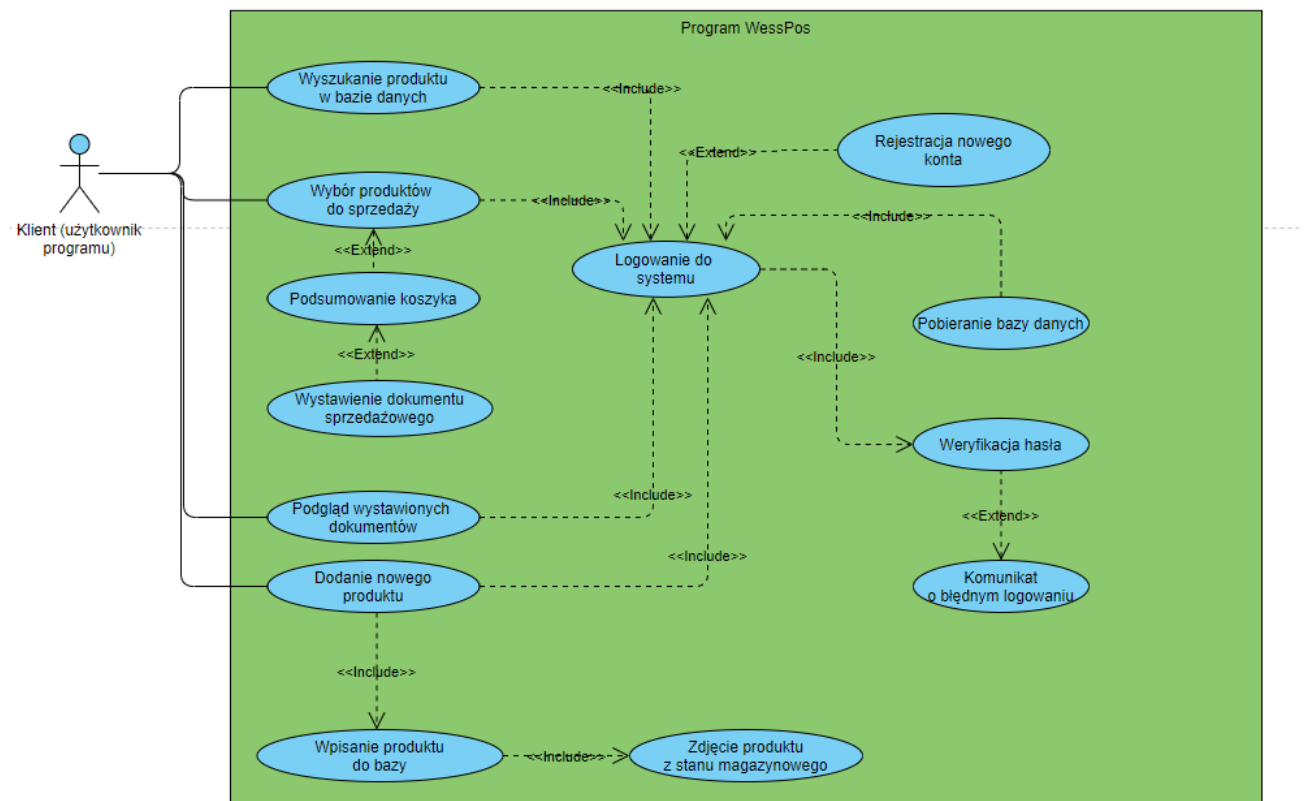 Program WessPos
Wyszukanie produktu
w bazie danych
<<Include>>
Rejestracja nowego
konta
<<Extend>>
Klient (użytkownik
programu)
Wybór produktów
do sprzedaży
<<Include>>
<<Include>>
<<Extend>>
Logowanie do
systemu
Podsumowanie koszyka
Pobieranie bazy danych
<<Extend>>
<<Include>>
Wystawienie dokumentu
sprzedażowego
Weryfikacja hasła
<<Include>>
Podgląd wystawionych
dokumentów
<<Extend>>
<<Include>>
Dodanie nowego
produktu
Komunikat
o błędnym logowaniu
<<Include>>
Wpisanie produktu
do bazy
<<Include>>
Zdjęcie produktu
z stanu magazynowego